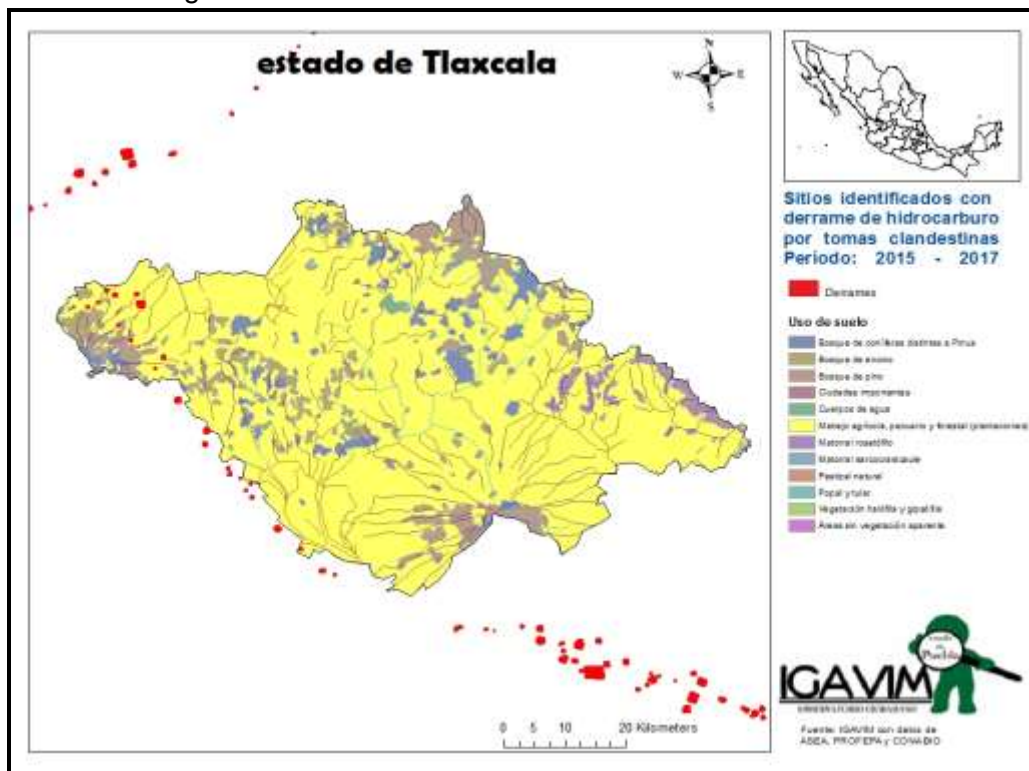 estado de Tlaxcala
N
W E
S
Sitios identificados con
derrame de hidrocarburo
por tomas clandestinas
Periodo: 2015 - 2017
Derrames
Uso de suelo
Bosque de coníferas distintas a Pinus
Bosque de encino
Bosque de pino
Ciudades importantes
Cuerpos de agua
Manejo agrícola, pecuario y forestal (plantaciones)
Matorral rosetófilo
Matorral sarcocrasicaule
Pastizal natural
Popal y tular
Vegetación halófila y gipsófila
Áreas sin vegetación aparente
Puebla
IGAVIM
OBSERVATORIO CIUDADANO
Fuente: IGAVIM con datos de
ASEA, PROFEPA y CONABIO
0 5 10 20 Kilometers